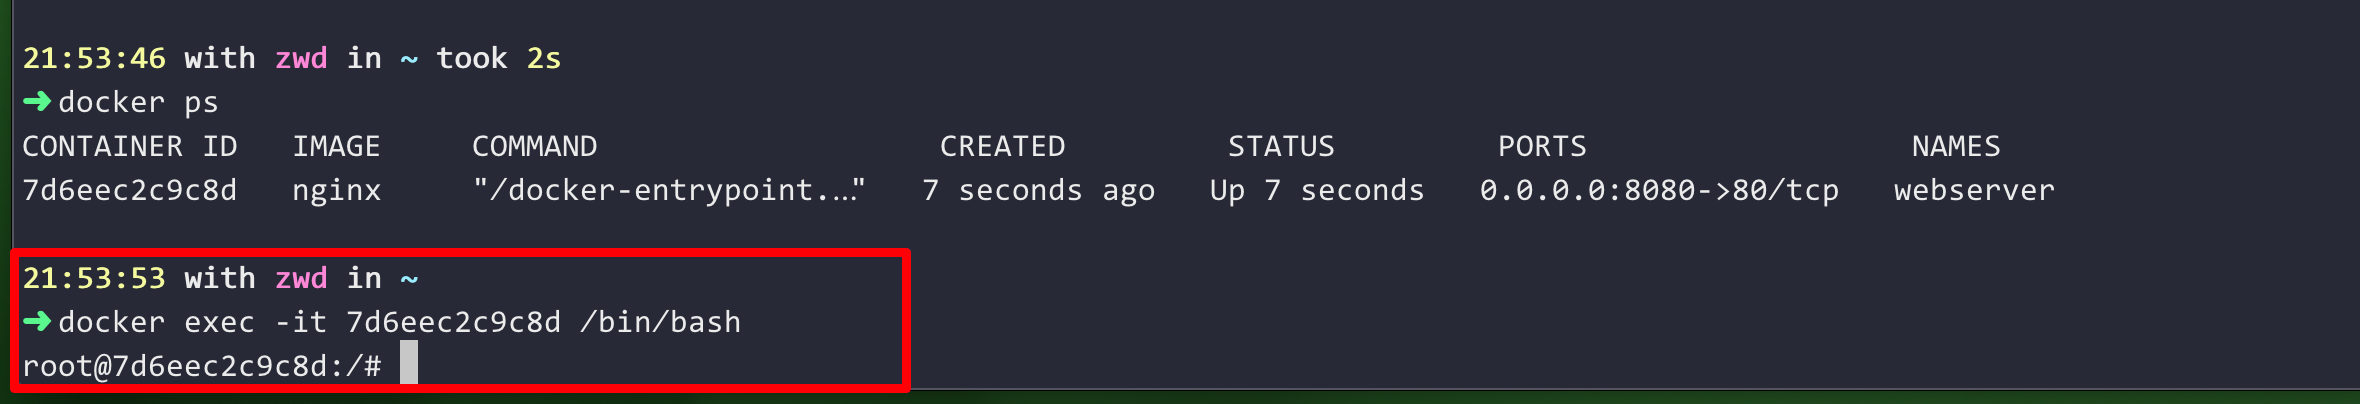 21:53:46 with zwd in ~ took 2s
➜ docker ps
CONTAINER ID   IMAGE     COMMAND                   CREATED         STATUS         PORTS                  NAMES
7d6eec2c9c8d   nginx     "/docker-entrypoint.…"   7 seconds ago   Up 7 seconds   0.0.0.0:8080->80/tcp   webserver
21:53:53 with zwd in ~
➜ docker exec -it 7d6eec2c9c8d /bin/bash
root@7d6eec2c9c8d:/#